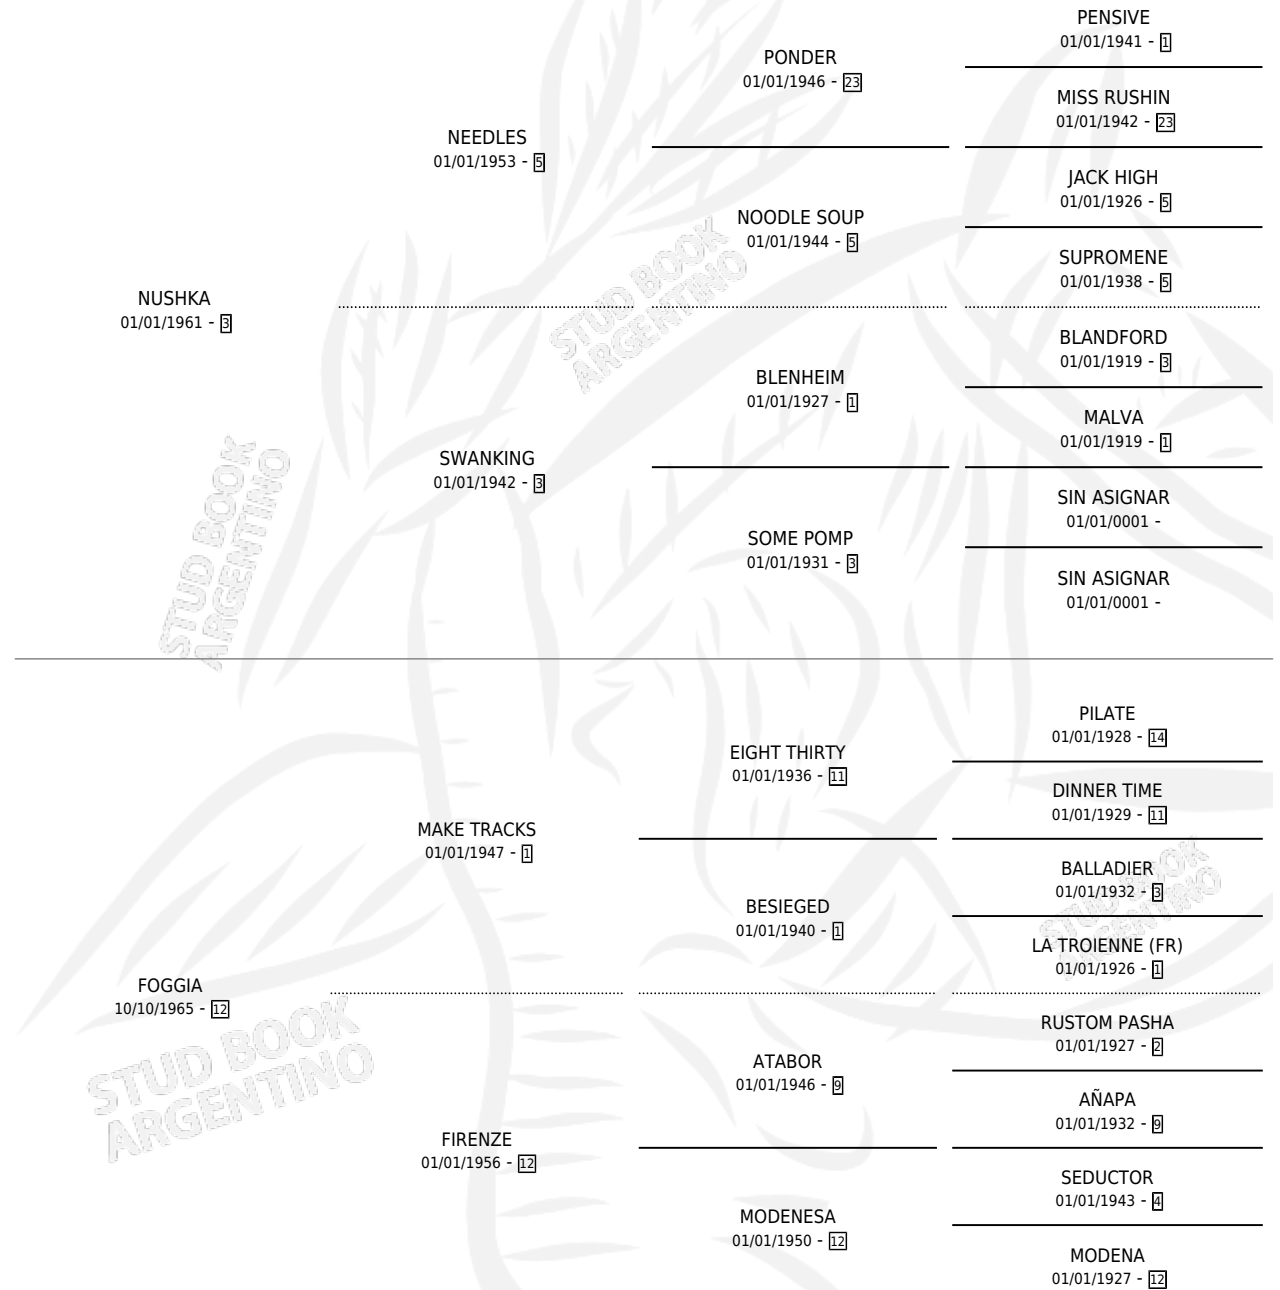 PENSIVE
01/01/1941 - 1
PONDER
01/01/1946 - 23
MISS RUSHIN
01/01/1942 - 23
NEEDLES
01/01/1953 - 5
JACK HIGH
01/01/1926 - 5
NOODLE SOUP
01/01/1944 - 5
SUPROMENE
01/01/1938 - 5
NUSHKA
01/01/1961 - 3
BLANDFORD
01/01/1919 - 3
BLENHEIM
01/01/1927 - 1
MALVA
01/01/1919 - 1
SWANKING
01/01/1942 - 3
SIN ASIGNAR
01/01/0001 -
SOME POMP
01/01/1931 - 3
SIN ASIGNAR
01/01/0001 -
PILATE
01/01/1928 - 14
EIGHT THIRTY
01/01/1936 - 11
DINNER TIME
01/01/1929 - 11
MAKE TRACKS
01/01/1947 - 1
BALLADIER
01/01/1932 - 3
BESIEGED
01/01/1940 - 1
LA TROIENNE (FR)
01/01/1926 - 1
FOGGIA
10/10/1965 - 12
RUSTOM PASHA
01/01/1927 - 2
ATABOR
01/01/1946 - 9
AÑAPA
01/01/1932 - 9
FIRENZE
01/01/1956 - 12
SEDUCTOR
01/01/1943 - 4
MODENESA
01/01/1950 - 12
MODENA
01/01/1927 - 12
STUD BOOK
ARGENTINO
STUD BOOK
ARGENTINO
STUD BOOK
ARGENTINO
STUD BOOK
ARGENTINO